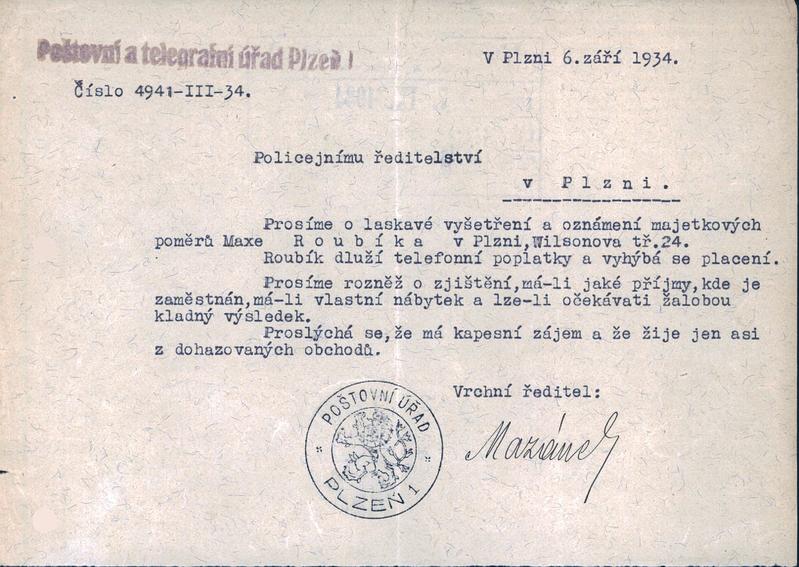 Poštovní a telegrafní úřad Plzeň 1
V Plzni 6.září 1934.
Číslo 4941-III-34.
Policejnímu ředitelství
v Plzni.
Prosíme o laskavé vyšetření a oznámení majetkových
poměrů Maxe Roubíka v Plzni,Wilsonova tř.24.
Roubík dluží telefonní poplatky a vyhýbá se placení.
Prosíme rozněž o zjištění,má-li jaké příjmy,kde je
zaměstnán,má-li vlastní nábytek a lze-li očekávati žalobou
kladný výsledek.
Proslýchá se,že má kapesní zájem a že žije jen asi
z dohazovaných obchodů.
Vrchní ředitel:
POŠTOVNÍ ÚŘAD
PLZEŇ 1